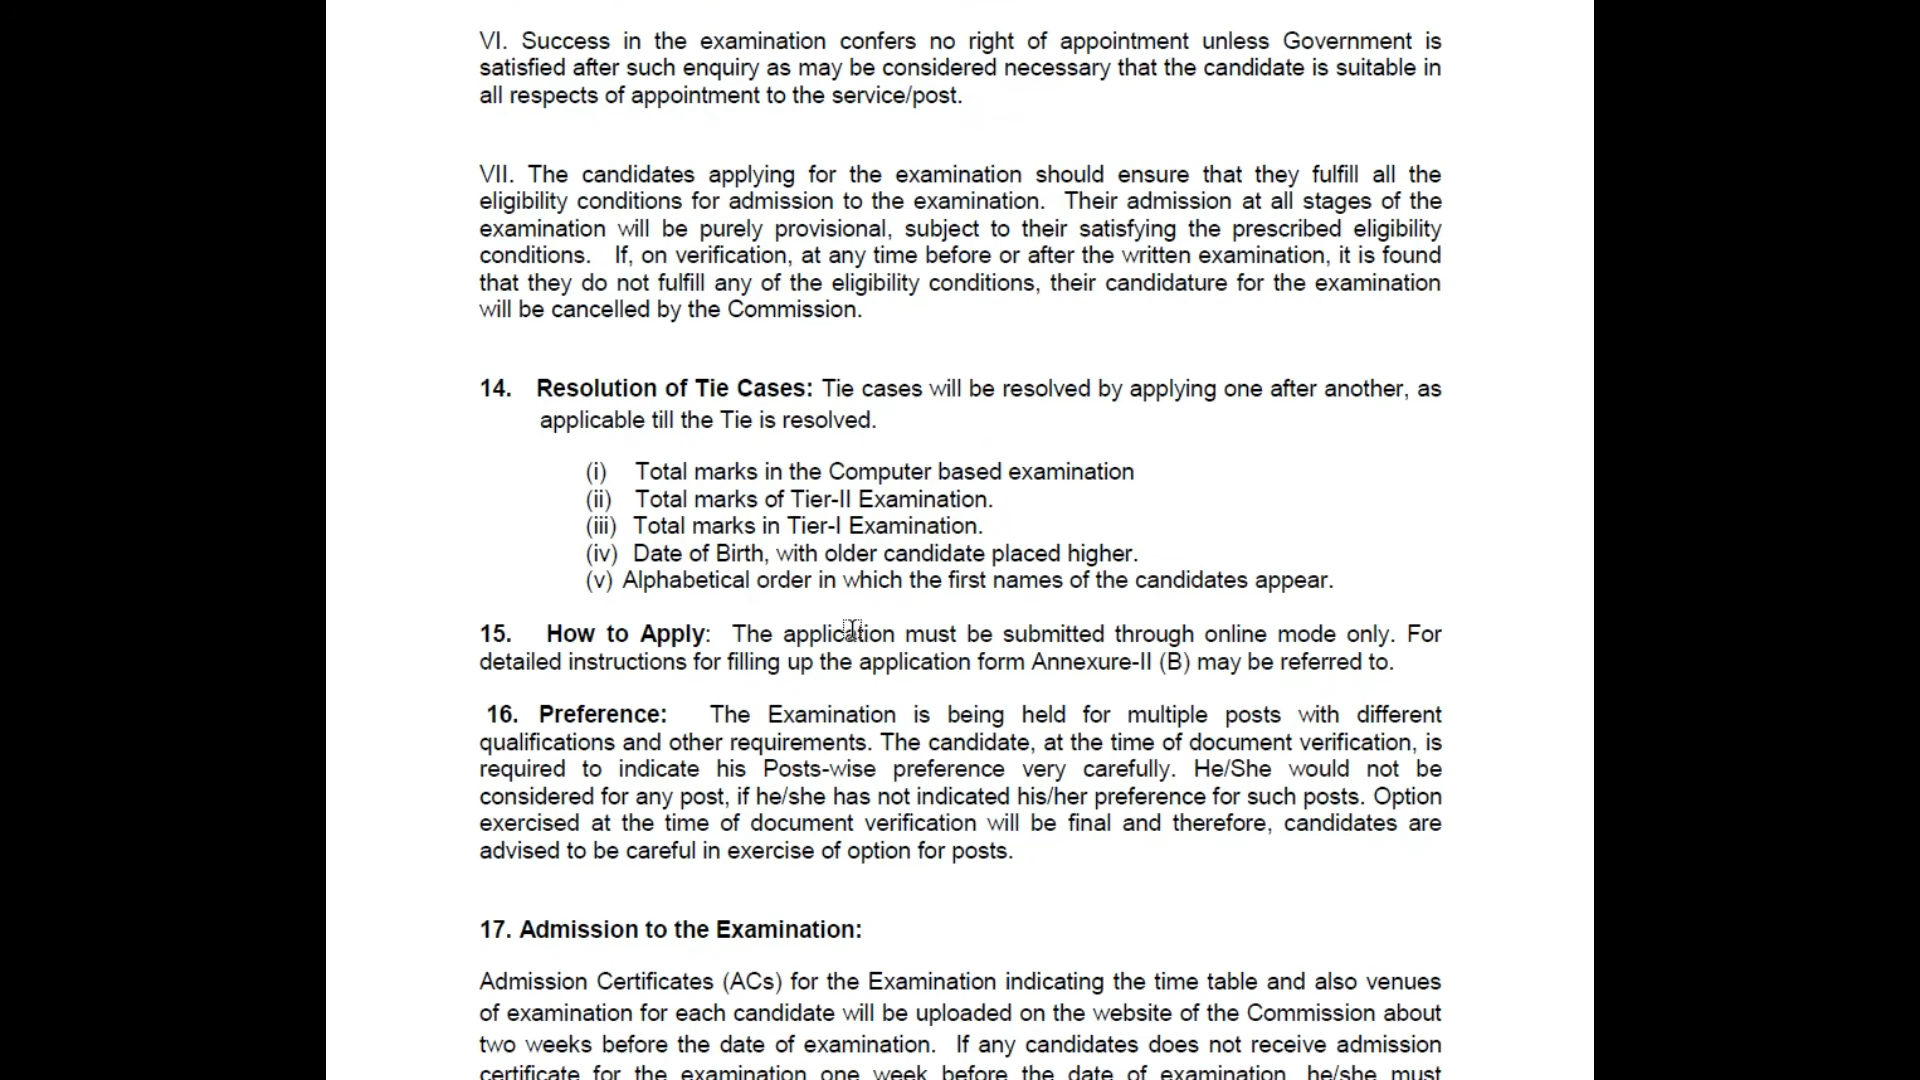 VI. Success in the examination confers no right of appointment unless Government is
satisfied after such enquiry as may be considered necessary that the candidate is suitable in
all respects of appointment to the service/post.
VII. The candidates applying for the examination should ensure that they fulfill all the
eligibility conditions for admission to the examination. Their admission at all stages of the
examination will be purely provisional, subject to their satisfying the prescribed eligibility
conditions. If, on verification, at any time before or after the written examination, it is found
that they do not fulfill any of the eligibility conditions, their candidature for the examination
will be cancelled by the Commission.
14. Resolution of Tie Cases: Tie cases will be resolved by applying one after another, as
applicable till the Tie is resolved.
(i) Total marks in the Computer based examination
(ii) Total marks of Tier-II Examination.
(iii) Total marks in Tier-I Examination.
(iv) Date of Birth, with older candidate placed higher.
(v) Alphabetical order in which the first names of the candidates appear.
15. How to Apply: The application must be submitted through online mode only. For
detailed instructions for filling up the application form Annexure-II (B) may be referred to.
16. Preference: The Examination is being held for multiple posts with different
qualifications and other requirements. The candidate, at the time of document verification, is
required to indicate his Posts-wise preference very carefully. He/She would not be
considered for any post, if he/she has not indicated his/her preference for such posts. Option
exercised at the time of document verification will be final and therefore, candidates are
advised to be careful in exercise of option for posts.
17. Admission to the Examination:
Admission Certificates (ACs) for the Examination indicating the time table and also venues
of examination for each candidate will be uploaded on the website of the Commission about
two weeks before the date of examination. If any candidates does not receive admission
certificate for the examination one week before the date of examination, he/she must